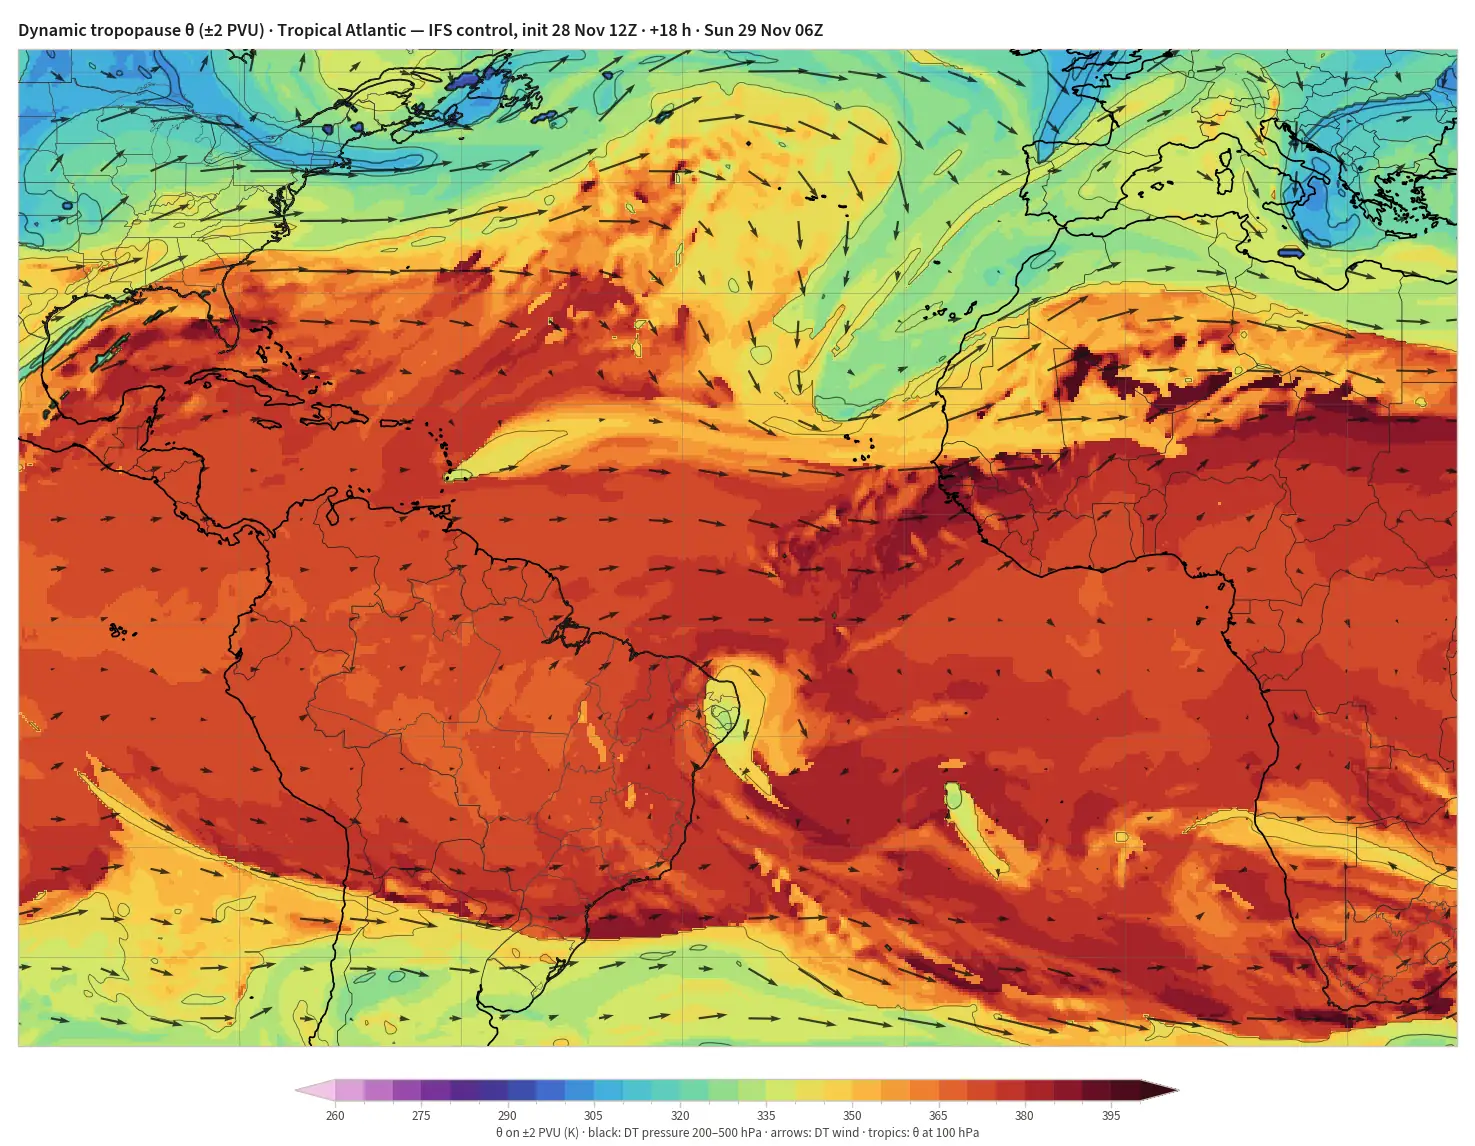 Dynamic tropopause θ (±2 PVU) · Tropical Atlantic — IFS control, init 28 Nov 12Z · +18 h · Sun 29 Nov 06Z
260 275 290 305 320 335 350 365 380 395
θ on ±2 PVU (K) · black: DT pressure 200–500 hPa · arrows: DT wind · tropics: θ at 100 hPa